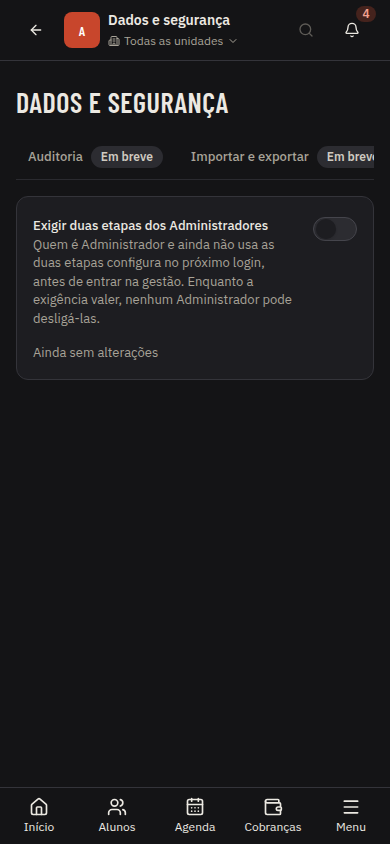 A
Dados e segurança
Todas as unidades
4
DADOS E SEGURANÇA
Auditoria Em breve Importar e exportar Em breve
Exigir duas etapas dos Administradores
Quem é Administrador e ainda não usa as
duas etapas configura no próximo login,
antes de entrar na gestão. Enquanto a
exigência valer, nenhum Administrador pode
desligá-las.
Ainda sem alterações
Início Alunos Agenda Cobranças Menu